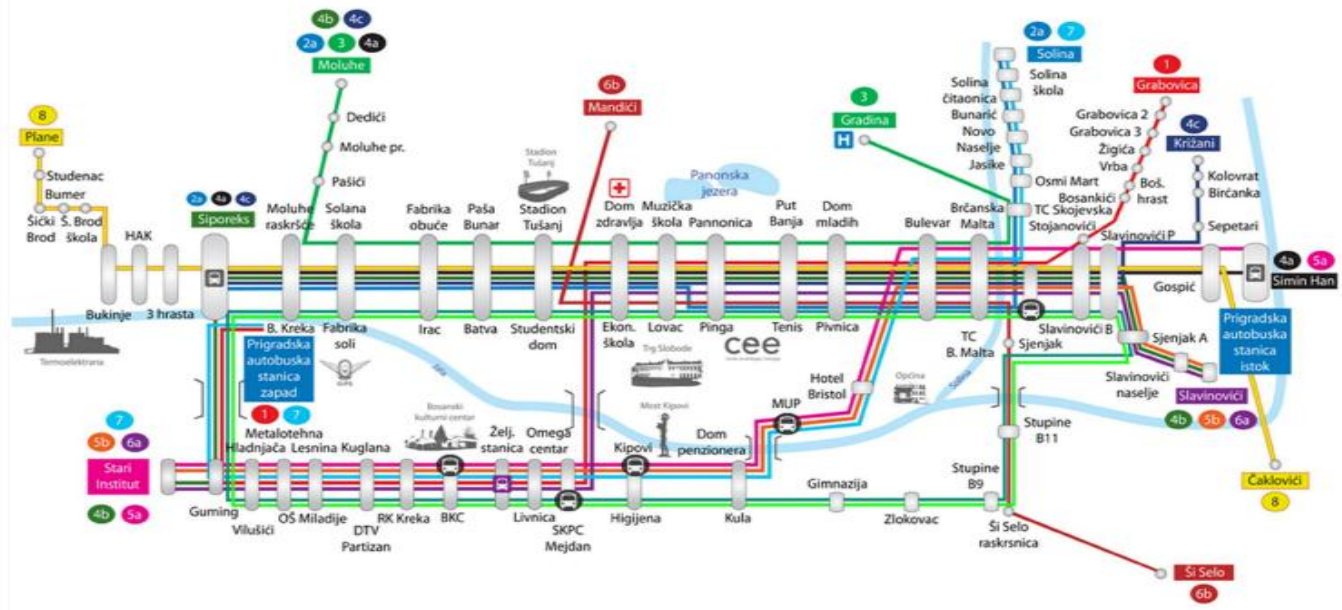 4b 4c
2a 3 4a
Moluhe
Dedići
Moluhe pr.
Pašići
8
Plane
Studenac
Bumer
Šićki
Brod
Š. Brod
škola
HAK
Bukinje
3 hrasta
2a 4a 4c
Siporeks
Moluhe
raskršće
Solana
škola
Fabrika
obuće
Paša
Bunar
Stadion
Tušanj
Stadion
Tušanj
6b
Mandići
Dom
zdravlja
Muzička
škola
Panonska
jezera
Pannonica
Put
Banja
Dom
mladih
3
Gradina
H
Bulevar
Brčanska
Malta
2a 7
Solina
Solina
škola
Solina
čitaonica
Bunarić
Novo
Naselje
Jasike
Osmi Mart
Bosankići
TC Skojevska
Stojanovići
1
Grabovica
Grabovica 2
Grabovica 3
Žigića
Vrba
Boš.
hrast
Slavinovići P
4c
Križani
Kolovrat
Birćanka
Sepetari
4a 5a
Simin Han
Gospić
Termoelektrana
B. Kreka
Fabrika
soli
Irac
Batva
Studentski
dom
Ekon.
škola
Lovac
Pinga
Tenis
Pivnica
TC
B. Malta
Sjenjak
Slavinovići B
Sjenjak A
Slavinovići
naselje
Slavinovići
4b 5b 6a
Prigradska
autobuska
stanica
istok
Čaklovići
8
Prigradska
autobuska
stanica
zapad
1 7
Trg Slobode
cee
Jala
Solina
Hotel
Bristol
Općina
MUP
Bosanski
kulturni centar
Most Kipovi
7
5b 6a
Stari
Institut
4b 5a
Metalotehna
Hladnjača
Lesnina
Kuglana
Želj.
stanica
Omega
centar
Kipovi
Dom
penzionera
Stupine
B11
Guming
Vilušići
OŠ Miladije
DTV
Partizan
RK Kreka
BKC
Livnica
SKPC
Mejdan
Higijena
Kula
Gimnazija
Zlokovac
Stupine
B9
Ši Selo
raskrsnica
Ši Selo
6b